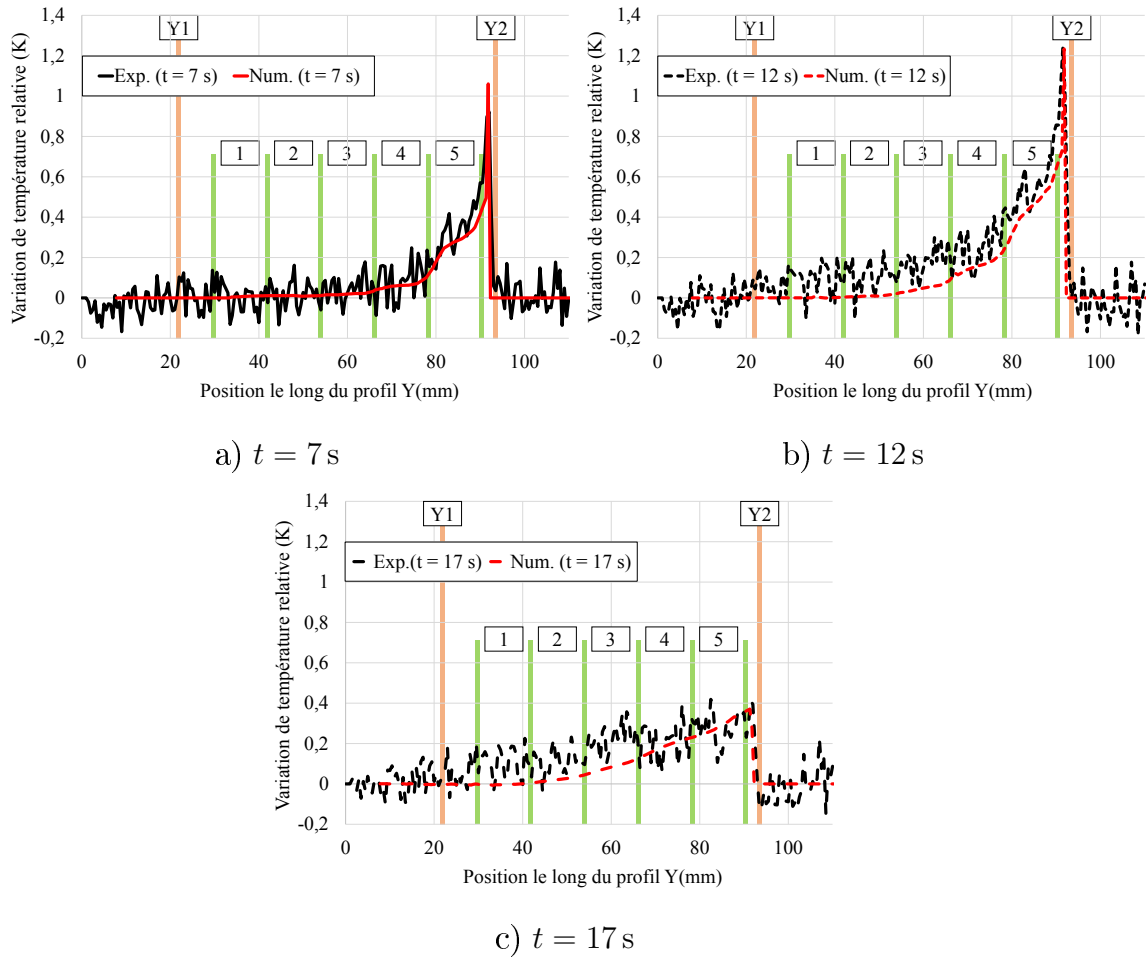 Variation de température relative (K)
1,4
1,2
1
0,8
0,6
0,4
0,2
0
-0,2
Y1
Y2
Exp. (t = 7 s)
Num. (t = 7 s)
1
2
3
4
5
0
20
40
60
80
100
Position le long du profil Y(mm)
a) t = 7 s
Variation de température relative (K)
1,4
1,2
1
0,8
0,6
0,4
0,2
0
-0,2
Y1
Y2
Exp. (t = 12 s)
Num. (t = 12 s)
1
2
3
4
5
0
20
40
60
80
100
Position le long du profil Y(mm)
b) t = 12 s
Variation de température relative (K)
1,4
1,2
1
0,8
0,6
0,4
0,2
0
-0,2
Y1
Y2
Exp.(t = 17 s)
Num. (t = 17 s)
1
2
3
4
5
0
20
40
60
80
100
Position le long du profil Y(mm)
c) t = 17 s